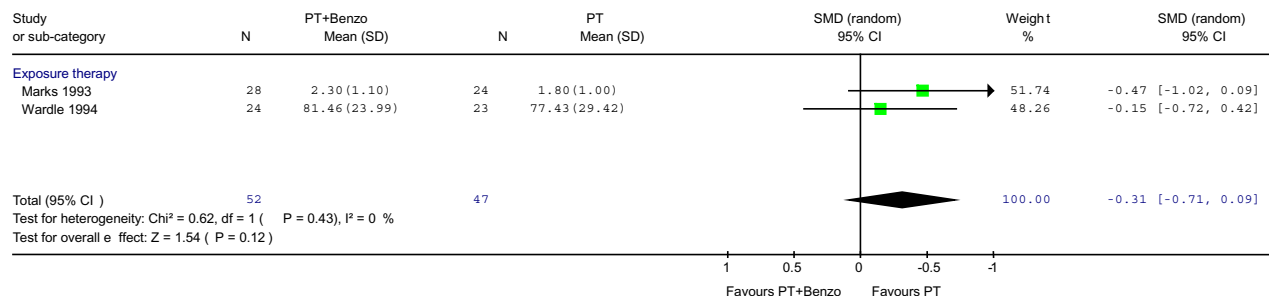 Study PT+Benzo PT SMD (random) Weight SMD (random)
or sub-category N Mean (SD) N Mean (SD) 95% CI % 95% CI
Exposure therapy
Marks 1993 28 2.30(1.10) 24 1.80(1.00) 51.74 -0.47 [-1.02, 0.09]
Wardle 1994 24 81.46(23.99) 23 77.43(29.42) 48.26 -0.15 [-0.72, 0.42]
Total (95% CI ) 52 47 100.00 -0.31 [-0.71, 0.09]
Test for heterogeneity: Chi² = 0.62, df = 1 ( P = 0.43), I² = 0 %
Test for overall e ffect: Z = 1.54 ( P = 0.12 )
1 0.5 0 -0.5 -1
Favours PT+Benzo Favours PT